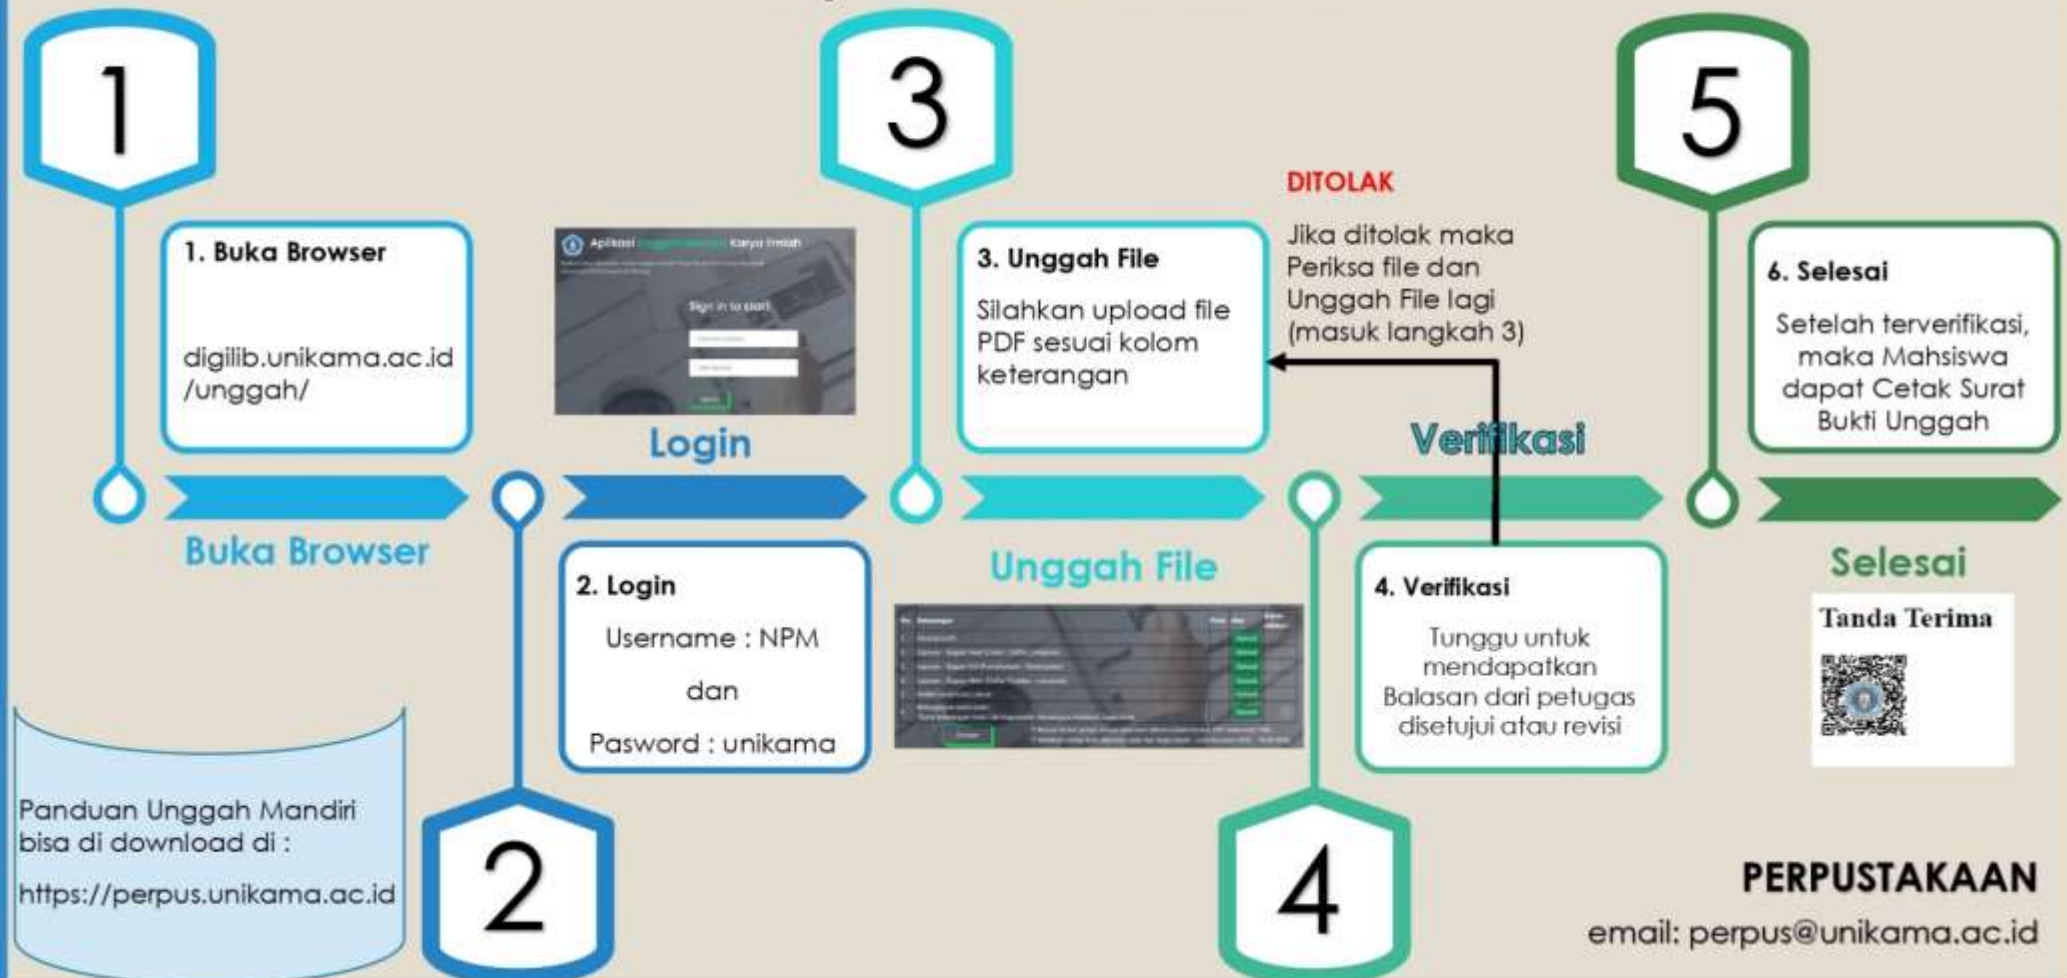 1
3
5
1. Buka Browser
digilib.unikama.ac.id
/unggah/
Buka Browser
Aplikasi Unggah Mandiri Karya Ilmiah
Sign in to start
Login
2. Login
Username : NPM
dan
Pasword : unikama
2
3. Unggah File
Silahkan upload file
PDF sesuai kolom
keterangan
Unggah File
DITOLAK
Jika ditolak maka
Periksa file dan
Unggah File lagi
(masuk langkah 3)
Verifikasi
4. Verifikasi
Tunggu untuk
mendapatkan
Balasan dari petugas
disetujui atau revisi
4
6. Selesai
Setelah terverifikasi,
maka Mahsiswa
dapat Cetak Surat
Bukti Unggah
Selesai
Tanda Terima
Panduan Unggah Mandiri
bisa di download di :
https://perpus.unikama.ac.id
PERPUSTAKAAN
email: perpus@unikama.ac.id